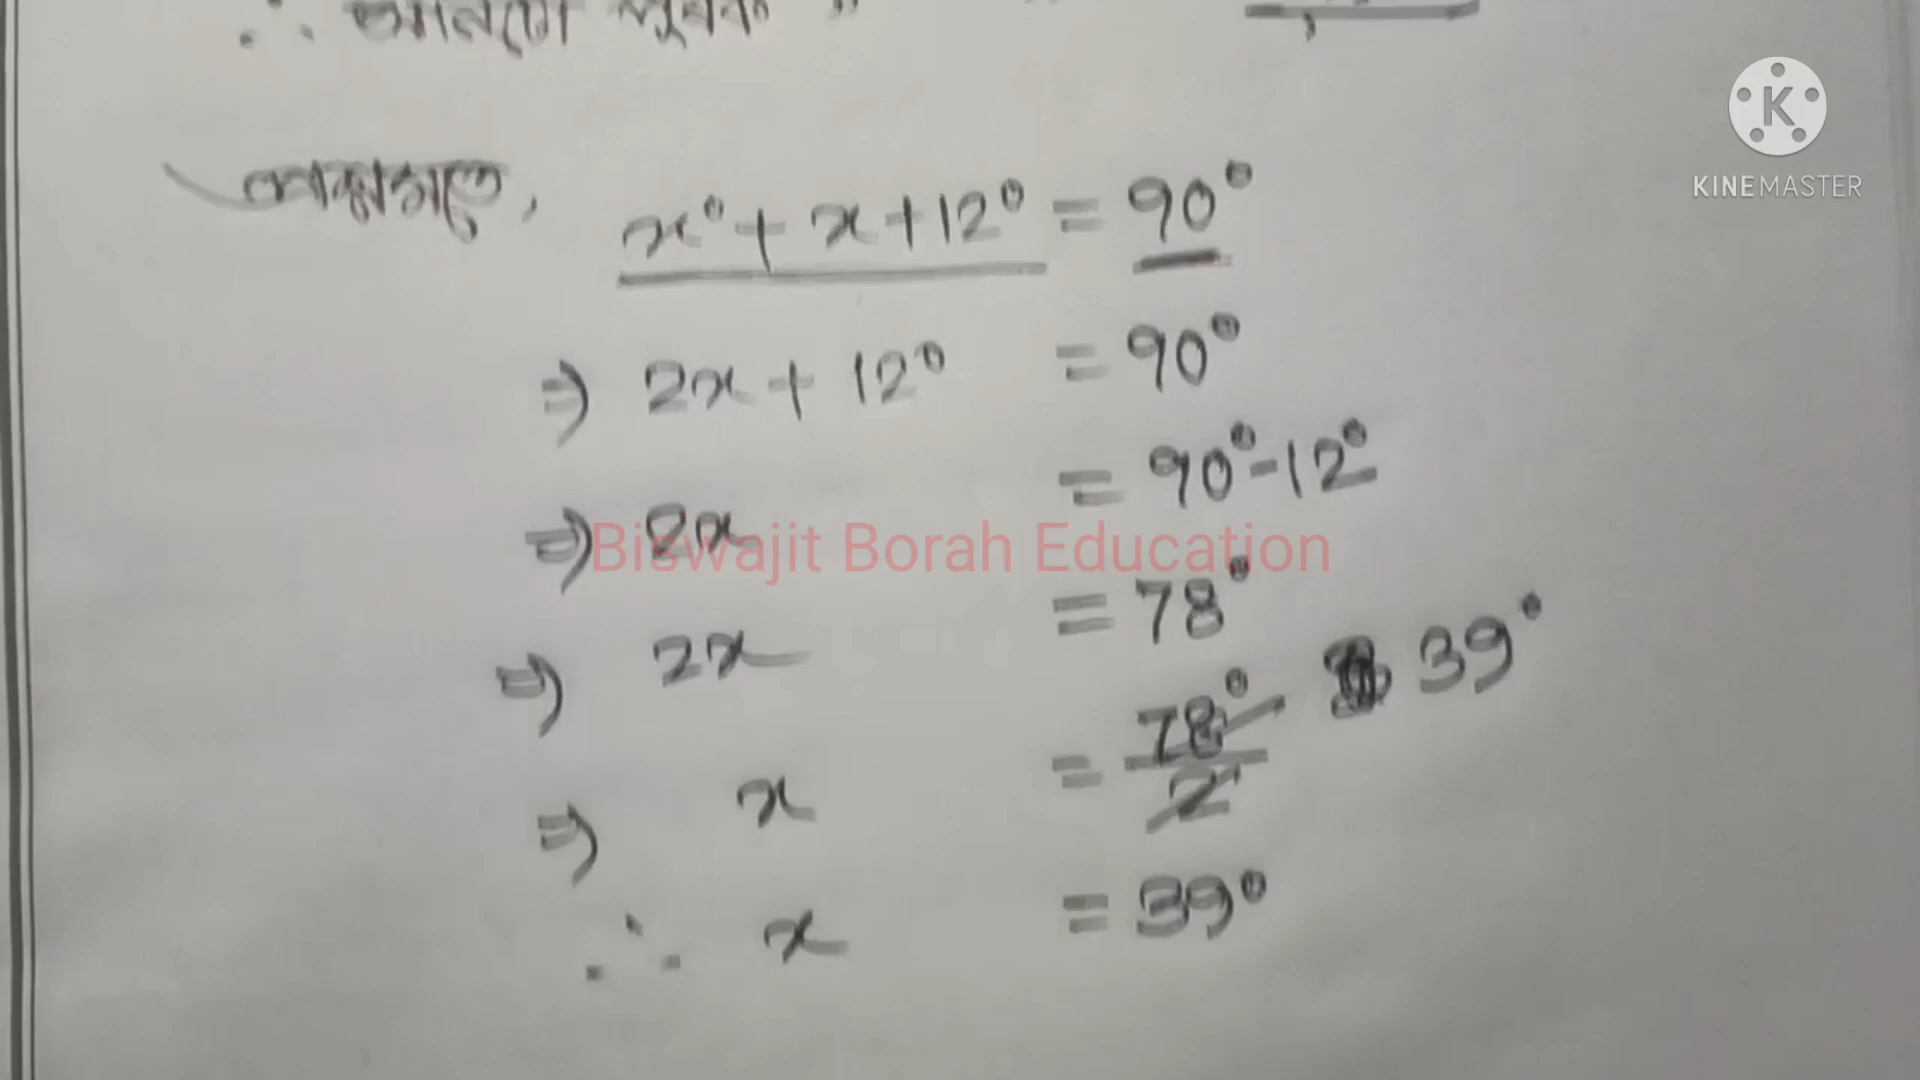 ∴
KINEMASTER
x° + x + 12° = 90°
⇒ 2x + 12° = 90°
⇒ 2x = 90° - 12°
Biswajit Borah Education
⇒ 2x = 78°
⇒ x = 78°/2 39°
∴ x = 39°